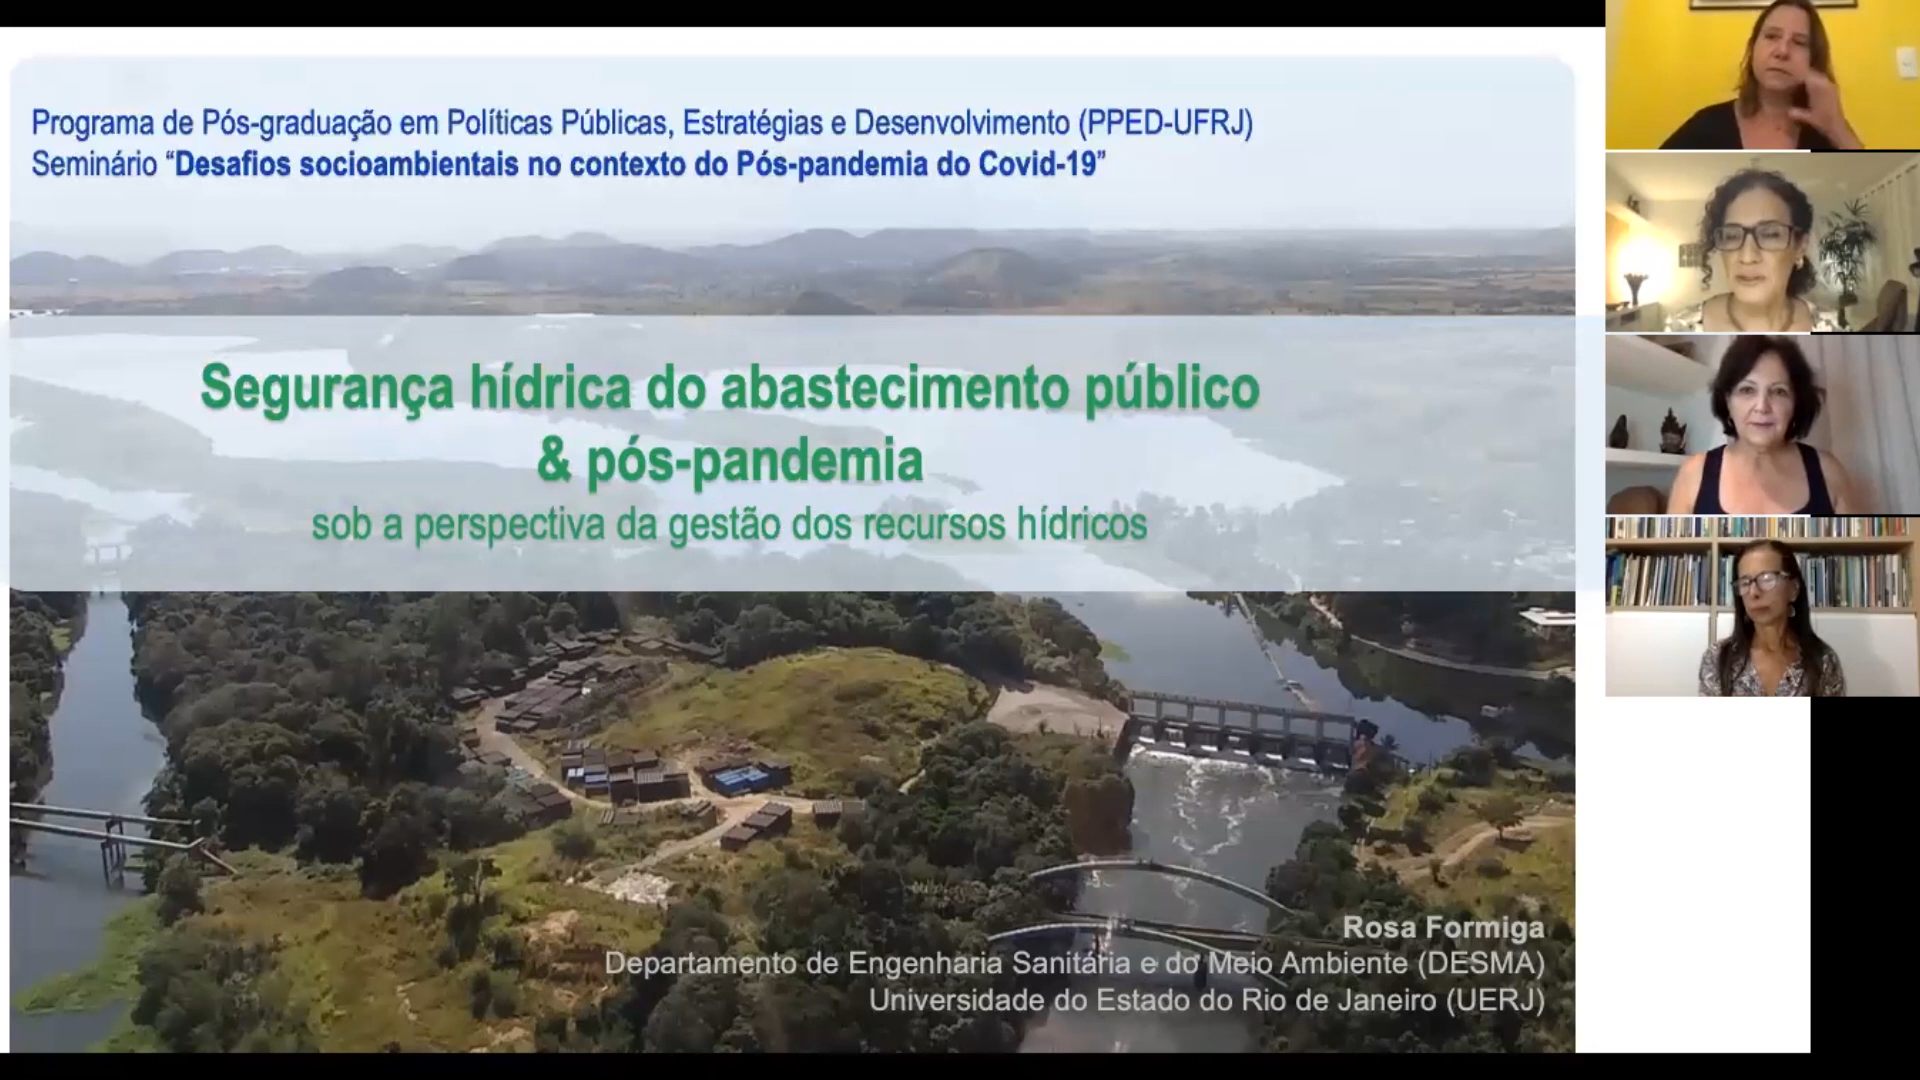 Programa de Pós-graduação em Políticas Públicas, Estratégias e Desenvolvimento (PPED-UFRJ)
Seminário “Desafios socioambientais no contexto do Pós-pandemia do Covid-19”
Segurança hídrica do abastecimento público
& pós-pandemia
sob a perspectiva da gestão dos recursos hídricos
Rosa Formiga
Departamento de Engenharia Sanitária e do Meio Ambiente (DESMA)
Universidade do Estado do Rio de Janeiro (UERJ)